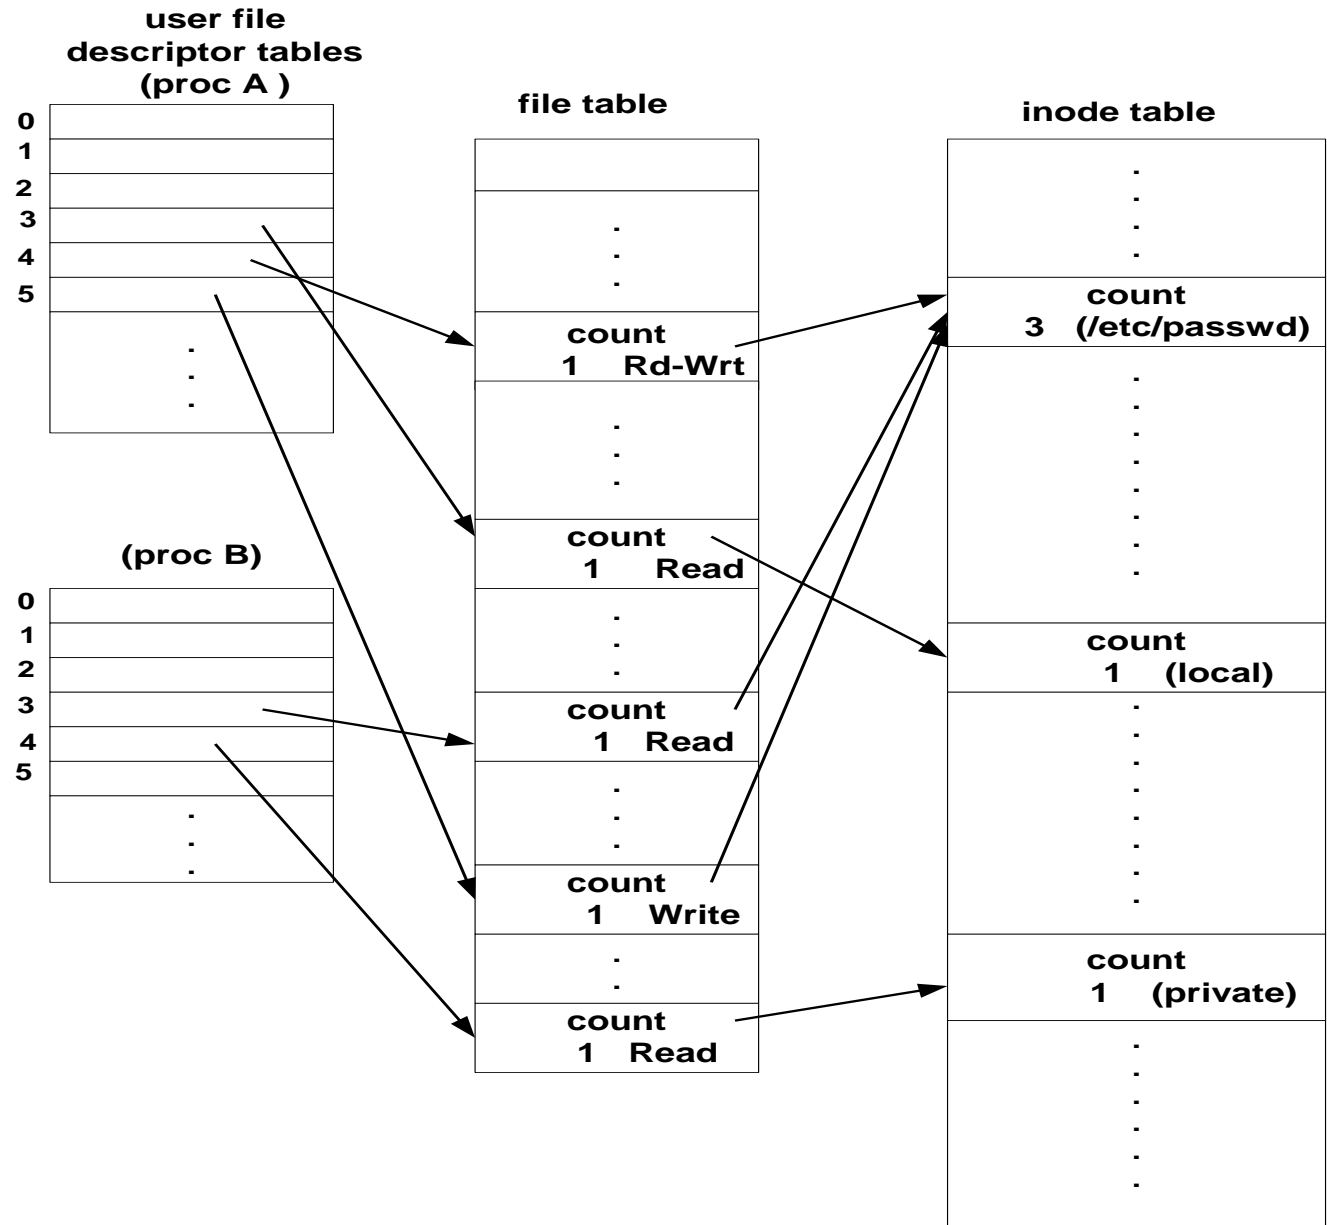 user file
descriptor tables
(proc A )
0
1
2
3
4
5
(proc B)
0
1
2
3
4
5
file table
count
1 Rd-Wrt
count
1 Read
count
1 Read
count
1 Write
count
1 Read
inode table
count
3 (/etc/passwd)
count
1 (local)
count
1 (private)